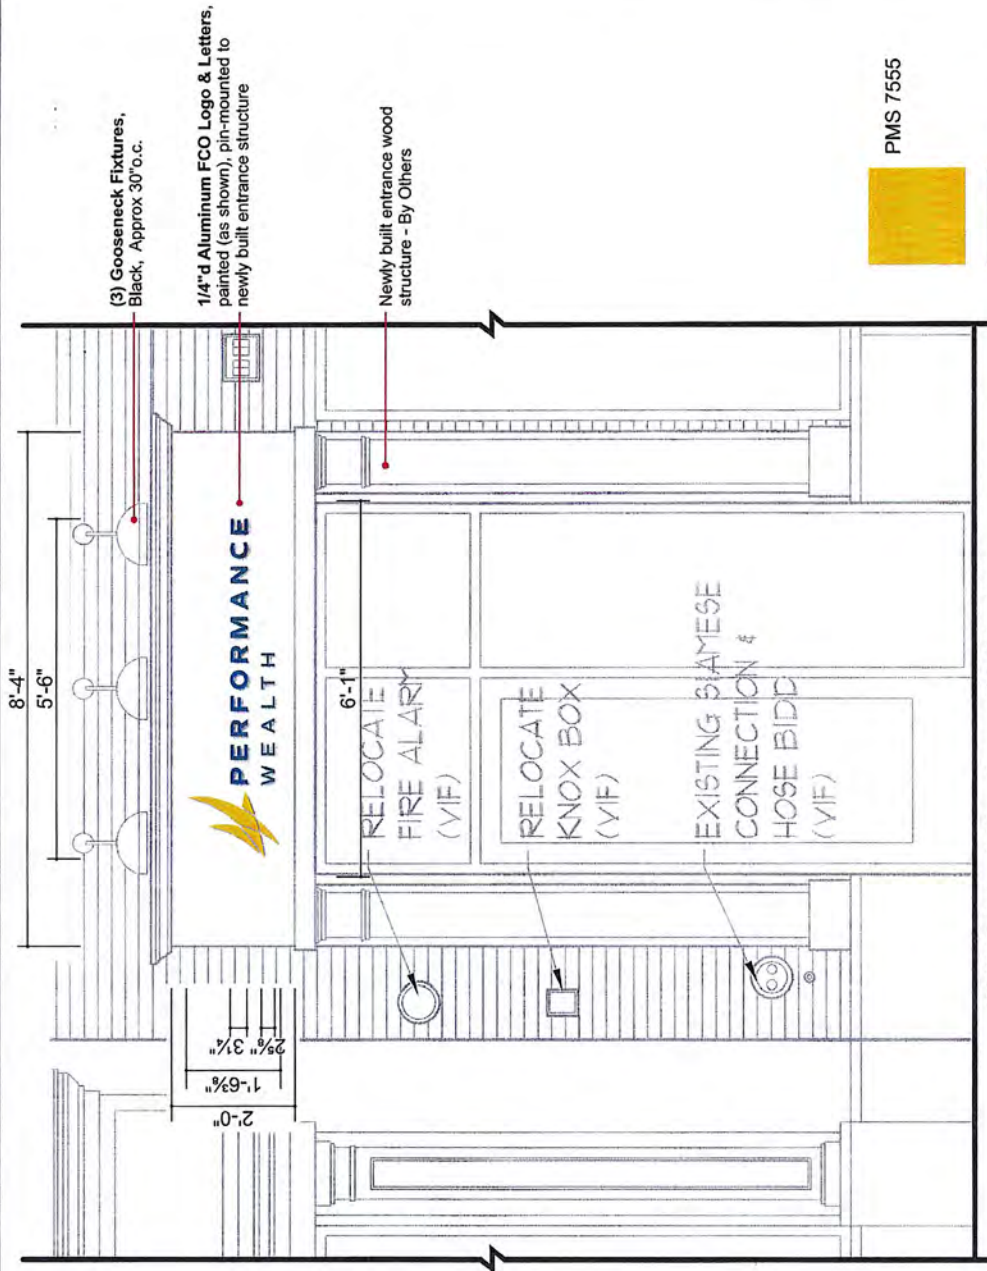 8'-4"
5'-6"
(3) Gooseneck Fixtures,
Black, Approx 30"o.c.
PERFORMANCE
WEALTH
1/4"d Aluminum FCO Logo & Letters,
painted (as shown), pin-mounted to
newly built entrance structure
2'-0"
1'-6⅜"
2⅝" 3¼"
6'-1"
Newly built entrance wood
structure - By Others
RELOCATE
FIRE ALARM
(VIF)
RELOCATE
KNOX BOX
(VIF)
EXISTING SIAMESE
CONNECTION &
HOSE BIDD
(VIF)
PMS 7555